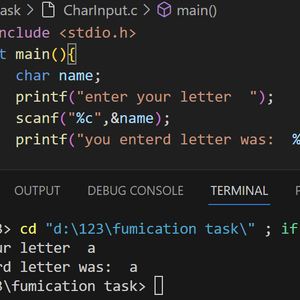 ask > CharInput.c > main()
nclude <stdio.h>
t main(){
char name;
printf("enter your letter  ");
scanf("%c",&name);
printf("you enterd letter was:  %
OUTPUT DEBUG CONSOLE TERMINAL
> cd "d:\123\fumication task\" ; if
ur letter  a
rd letter was:  a
3\fumication task>